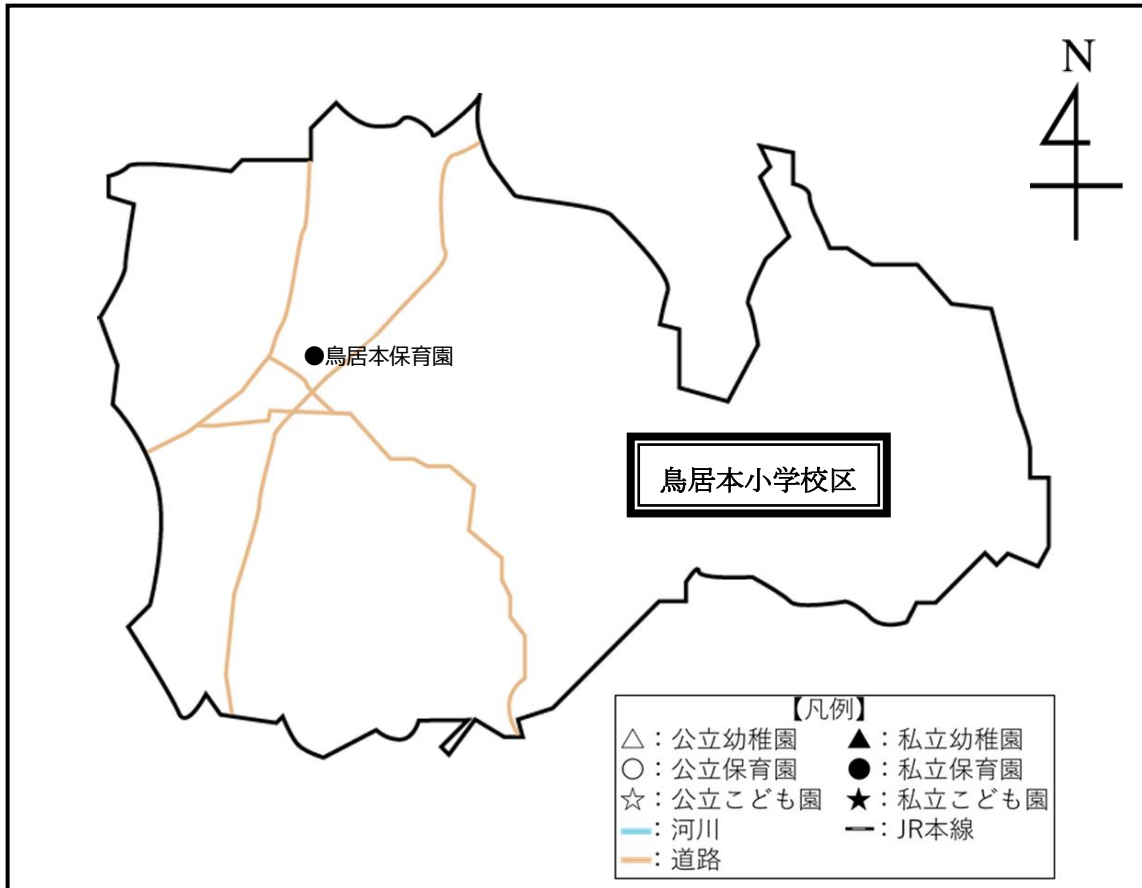 N
●鳥居本保育園
鳥居本小学校区
【凡例】
△：公立幼稚園 ▲：私立幼稚園
○：公立保育園 ●：私立保育園
☆：公立こども園 ★：私立こども園
：河川 ：JR本線
：道路